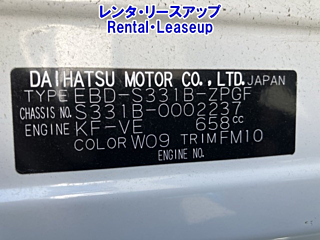 レンタ・リースアップ
Rental・Leaseup
DAIHATSU MOTOR CO.,LTD. JAPAN
TYPE EBD-S331B-ZPGF
CHASSIS NO. S331B-0002237
ENGINE KF-VE 658cc
COLOR W09 TRIM FM10
ENGINE NO.